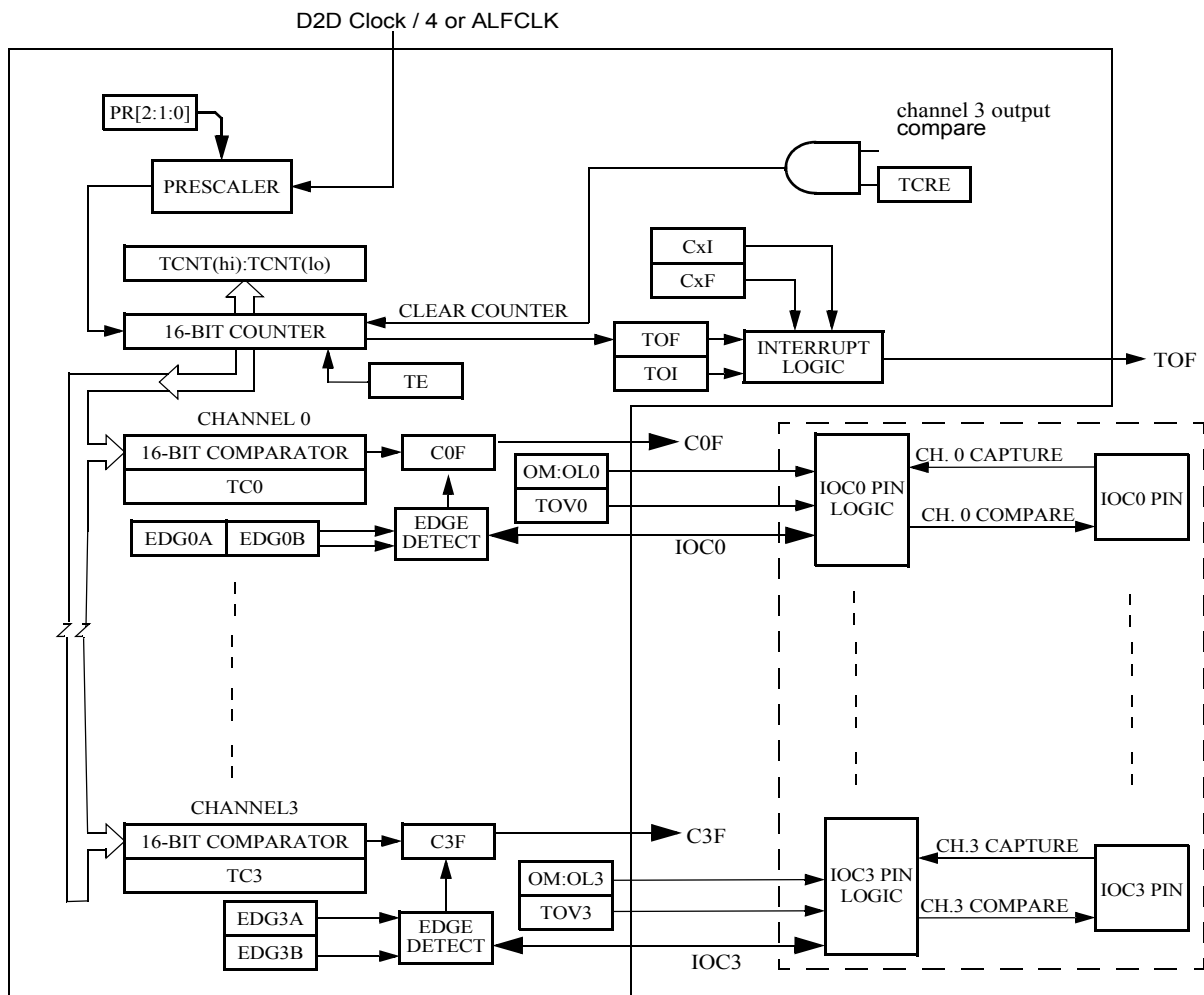 D2D Clock / 4 or ALFCLK
PR[2:1:0]
channel 3 output
compare
PRESCALER
TCRE
CxI
CxF
TCNT(hi):TCNT(lo)
CLEAR COUNTER
16-BIT COUNTER
TOF
TOI
INTERRUPT
LOGIC
TOF
TE
CHANNEL 0
16-BIT COMPARATOR
TC0
C0F
C0F
OM:OL0
TOV0
IOC0 PIN
LOGIC
CH. 0 CAPTURE
CH. 0 COMPARE
IOC0 PIN
EDG0A
EDG0B
EDGE
DETECT
IOC0
CHANNEL3
16-BIT COMPARATOR
TC3
C3F
C3F
OM:OL3
TOV3
IOC3 PIN
LOGIC
CH.3 CAPTURE
CH.3 COMPARE
IOC3 PIN
EDG3A
EDG3B
EDGE
DETECT
IOC3